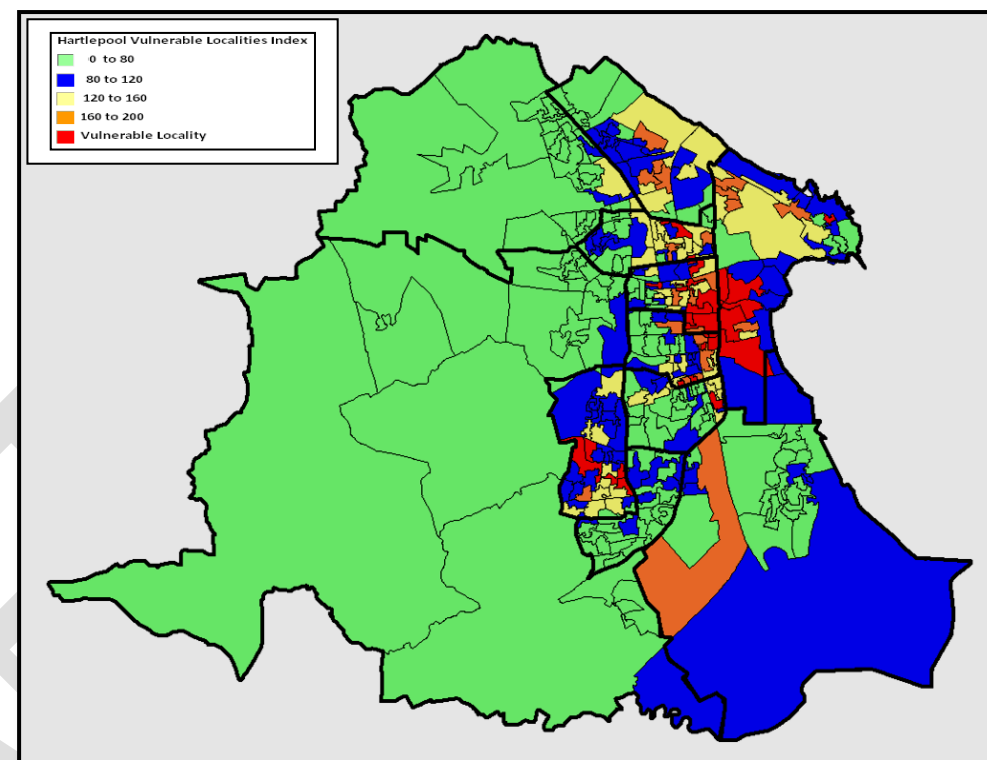 Hartlepool Vulnerable Localities Index
0 to 80
80 to 120
120 to 160
160 to 200
Vulnerable Locality